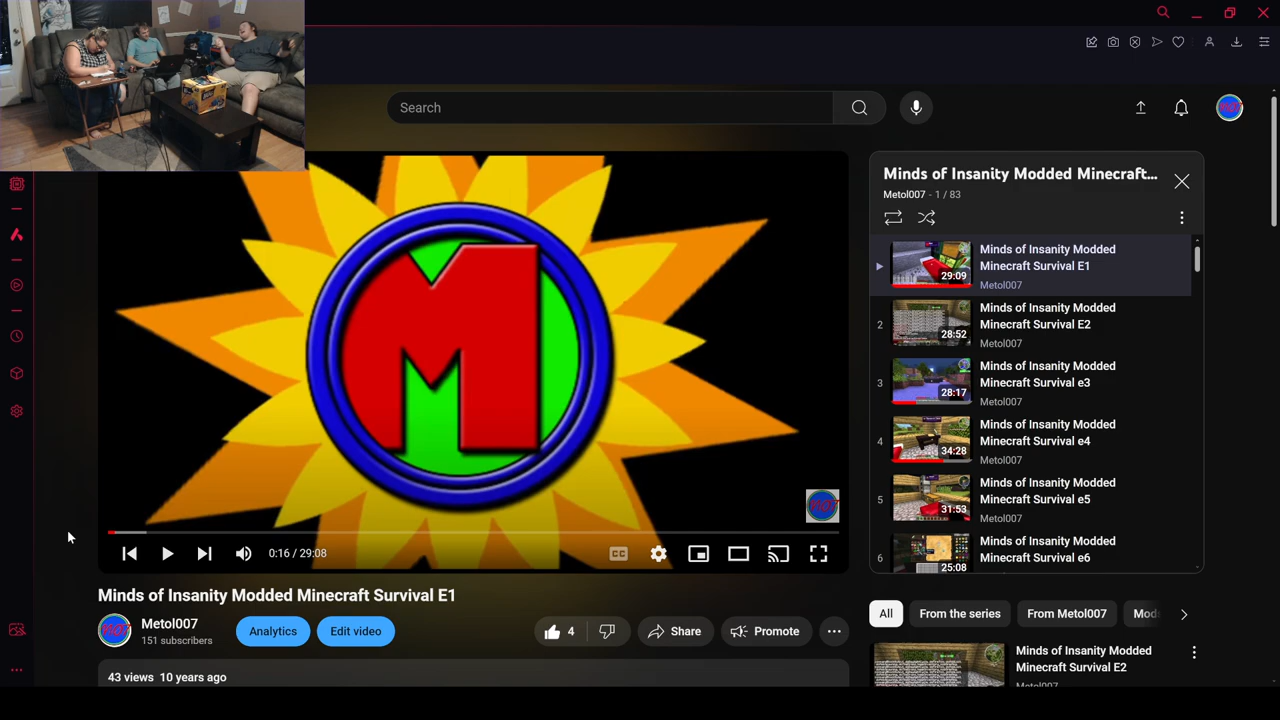 Search
Minds of Insanity Modded Minecraft...
Metol007 - 1 / 83
Minds of Insanity Modded
Minecraft Survival E1
Metol007
29:09
2
Minds of Insanity Modded
Minecraft Survival E2
Metol007
28:52
3
Minds of Insanity Modded
Minecraft Survival e3
Metol007
28:17
4
Minds of Insanity Modded
Minecraft Survival e4
Metol007
34:28
5
Minds of Insanity Modded
Minecraft Survival e5
Metol007
31:53
6
Minds of Insanity Modded
Minecraft Survival e6
25:08
M
0:16 / 29:08
CC
Minds of Insanity Modded Minecraft Survival E1
Metol007
151 subscribers
Analytics
Edit video
4
Share
Promote
43 views 10 years ago
All
From the series
From Metol007
Minds of Insanity Modded
Minecraft Survival E2